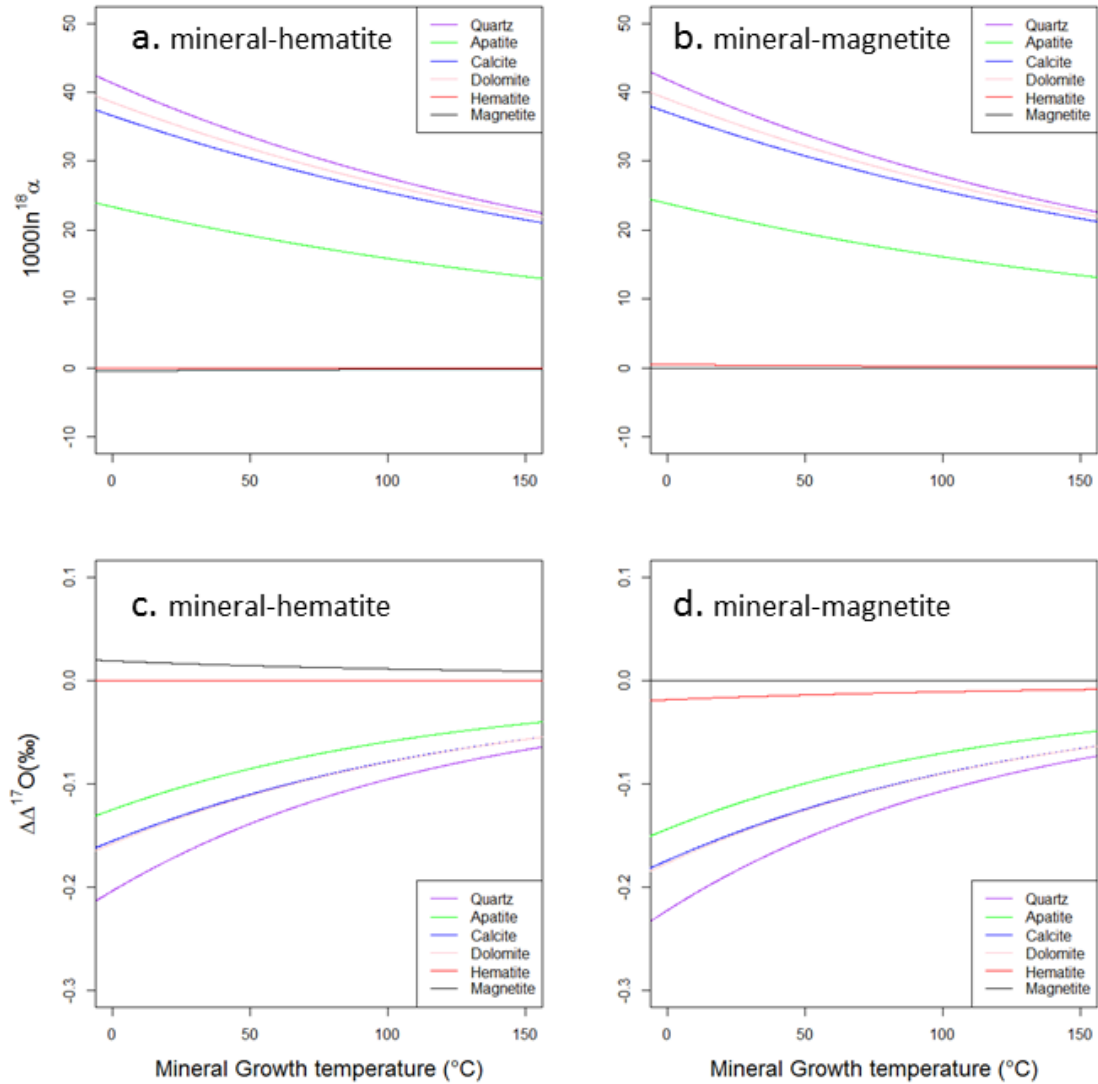 a. mineral-hematite
Quartz
Apatite
Calcite
Dolomite
Hematite
Magnetite
1000ln¹⁸α
50
40
30
20
10
0
-10
0 50 100 150
b. mineral-magnetite
Quartz
Apatite
Calcite
Dolomite
Hematite
Magnetite
50
40
30
20
10
0
-10
0 50 100 150
c. mineral-hematite
ΔΔ¹⁷O(‰)
0.1
0.0
-0.1
-0.2
-0.3
Quartz
Apatite
Calcite
Dolomite
Hematite
Magnetite
0 50 100 150
Mineral Growth temperature (°C)
d. mineral-magnetite
0.1
0.0
-0.1
-0.2
-0.3
Quartz
Apatite
Calcite
Dolomite
Hematite
Magnetite
0 50 100 150
Mineral Growth temperature (°C)